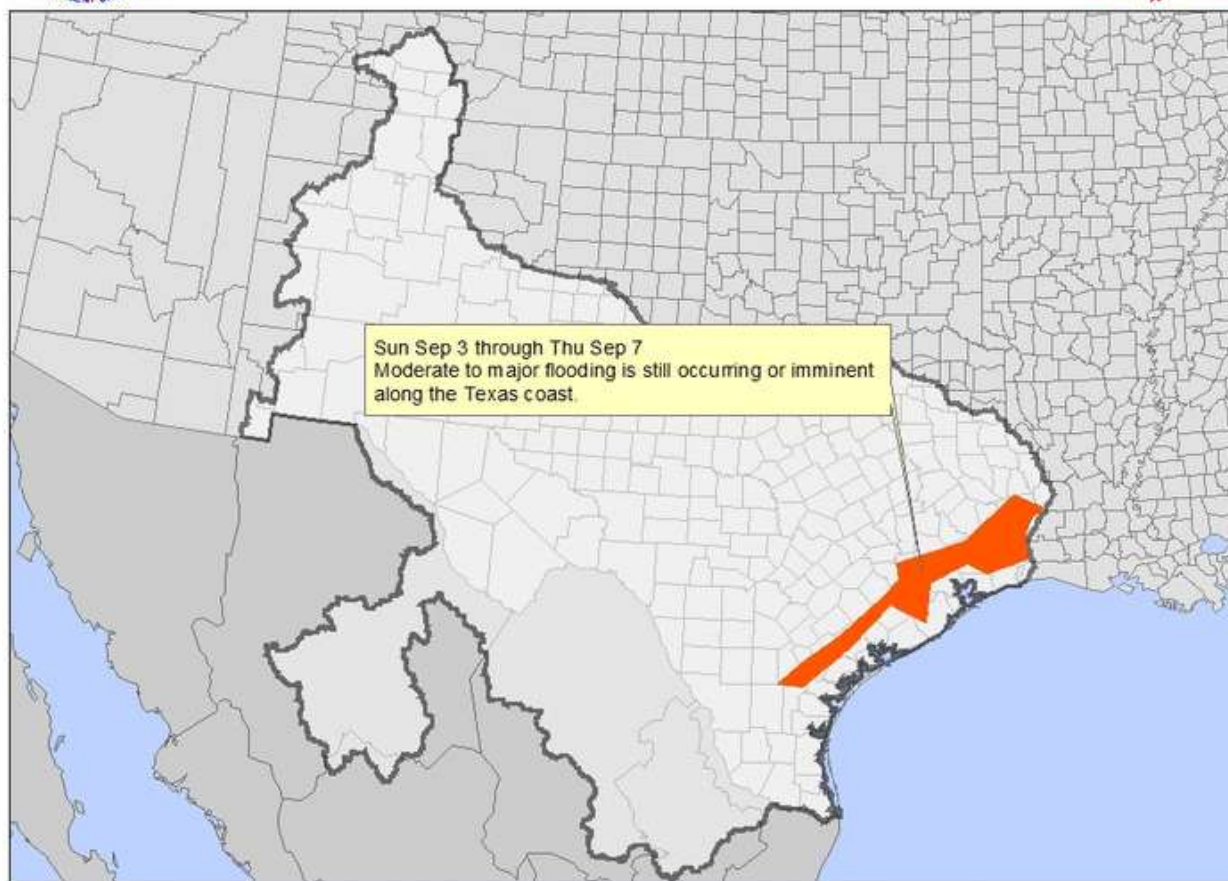 Sun Sep 3 through Thu Sep 7
Moderate to major flooding is still occurring or imminent
along the Texas coast.